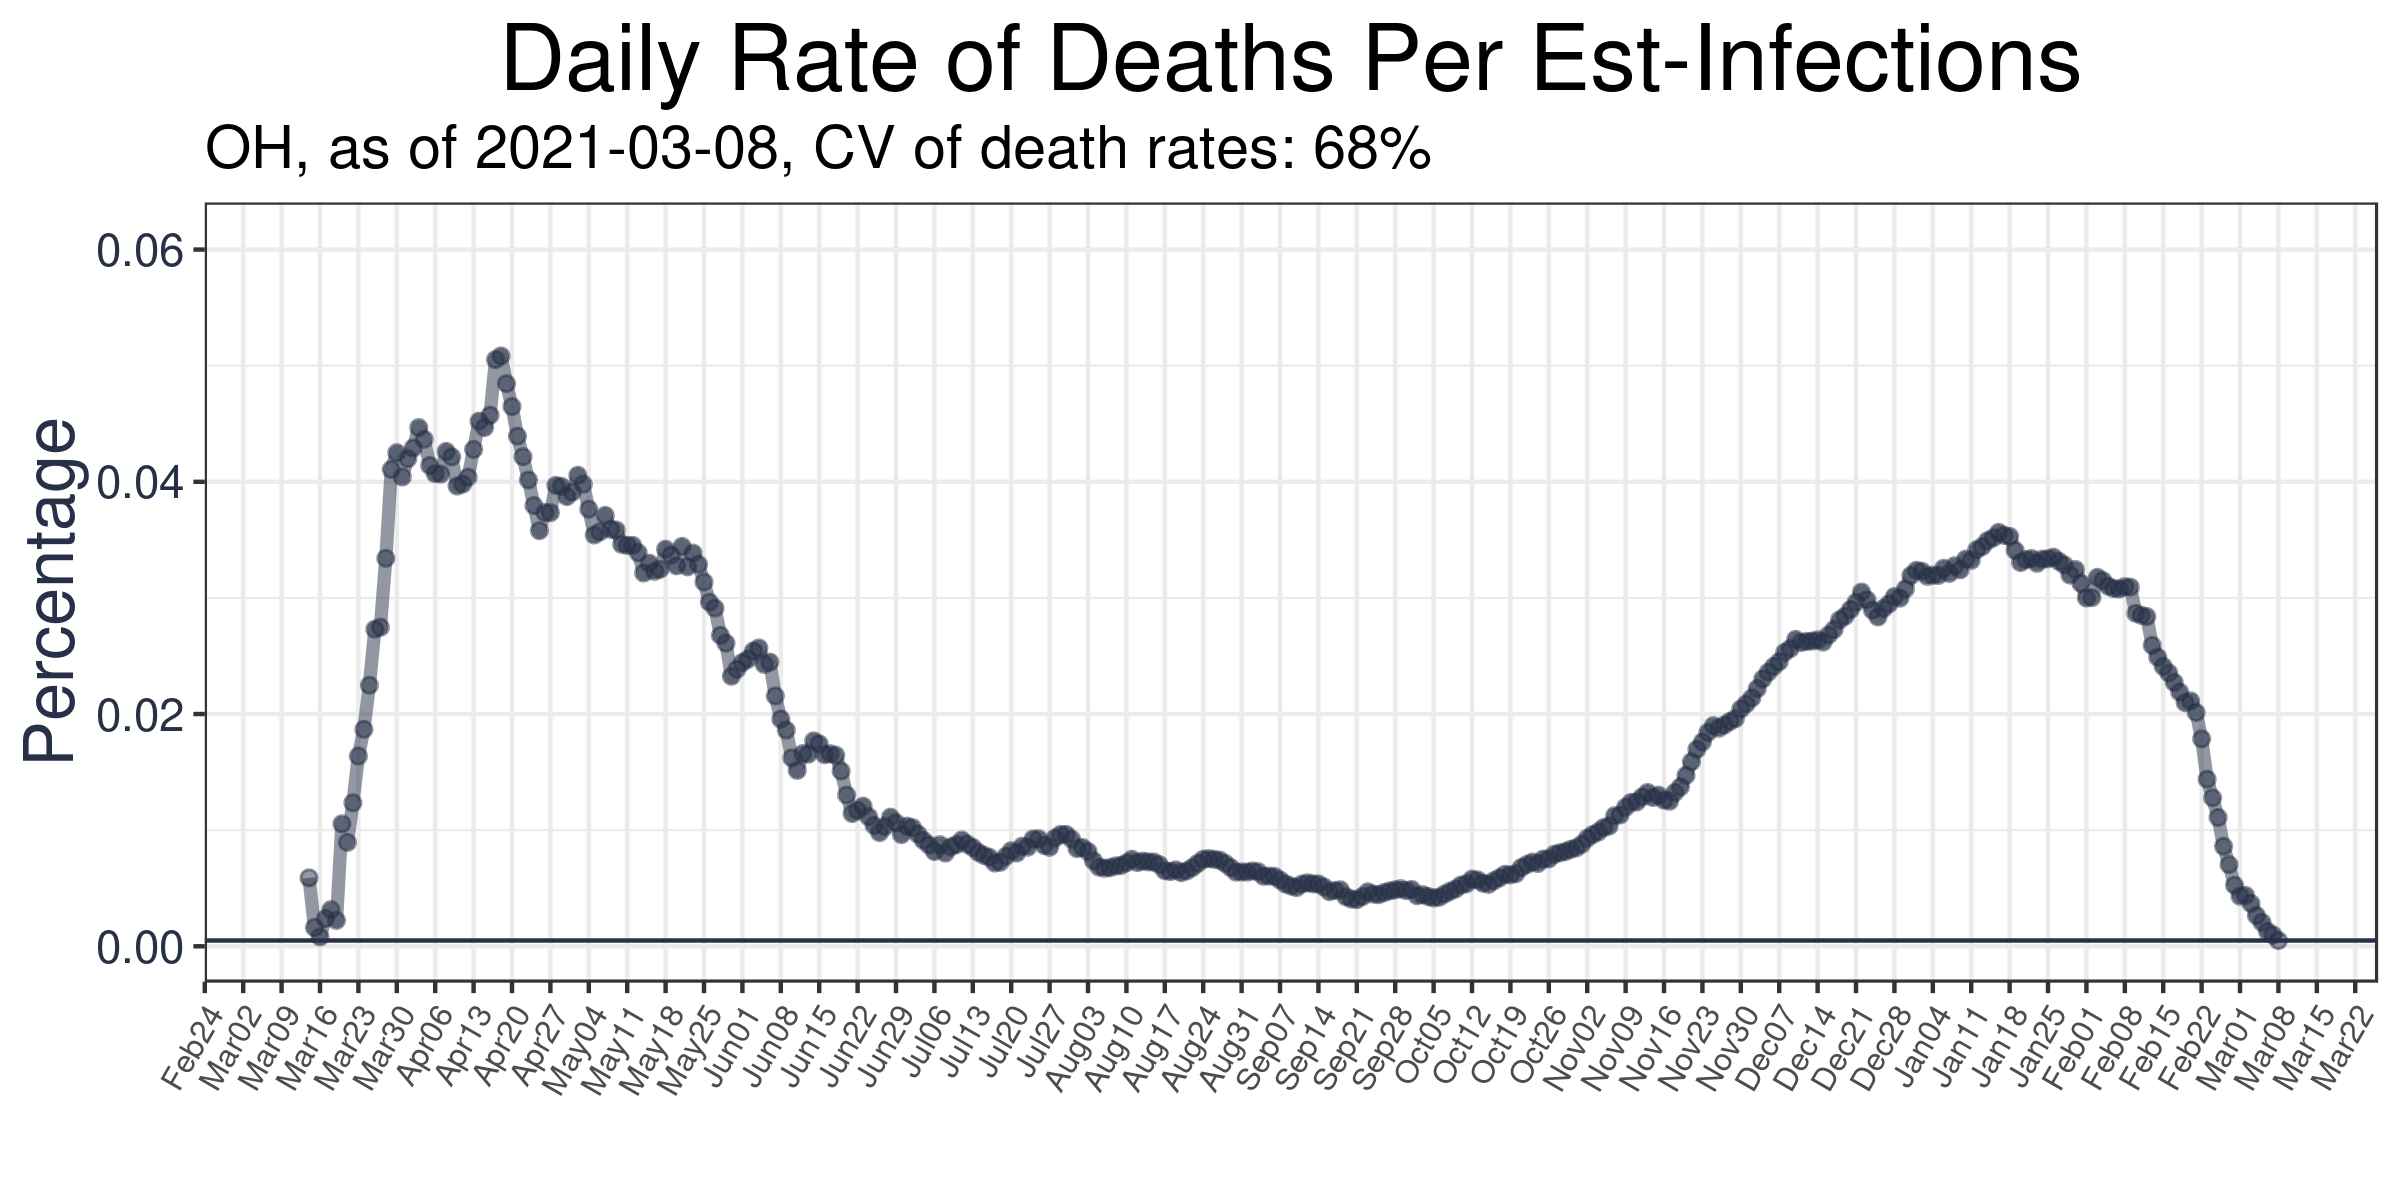 Daily Rate of Deaths Per Est-Infections
OH, as of 2021-03-08, CV of death rates: 68%
Percentage
0.06
0.04
0.02
0.00
Feb24
Mar02
Mar09
Mar16
Mar23
Mar30
Apr06
Apr13
Apr20
Apr27
May04
May11
May18
May25
Jun01
Jun08
Jun15
Jun22
Jun29
Jul06
Jul13
Jul20
Jul27
Aug03
Aug10
Aug17
Aug24
Aug31
Sep07
Sep14
Sep21
Sep28
Oct05
Oct12
Oct19
Oct26
Nov02
Nov09
Nov16
Nov23
Nov30
Dec07
Dec14
Dec21
Dec28
Jan04
Jan11
Jan18
Jan25
Feb01
Feb08
Feb15
Feb22
Mar01
Mar08
Mar15
Mar22